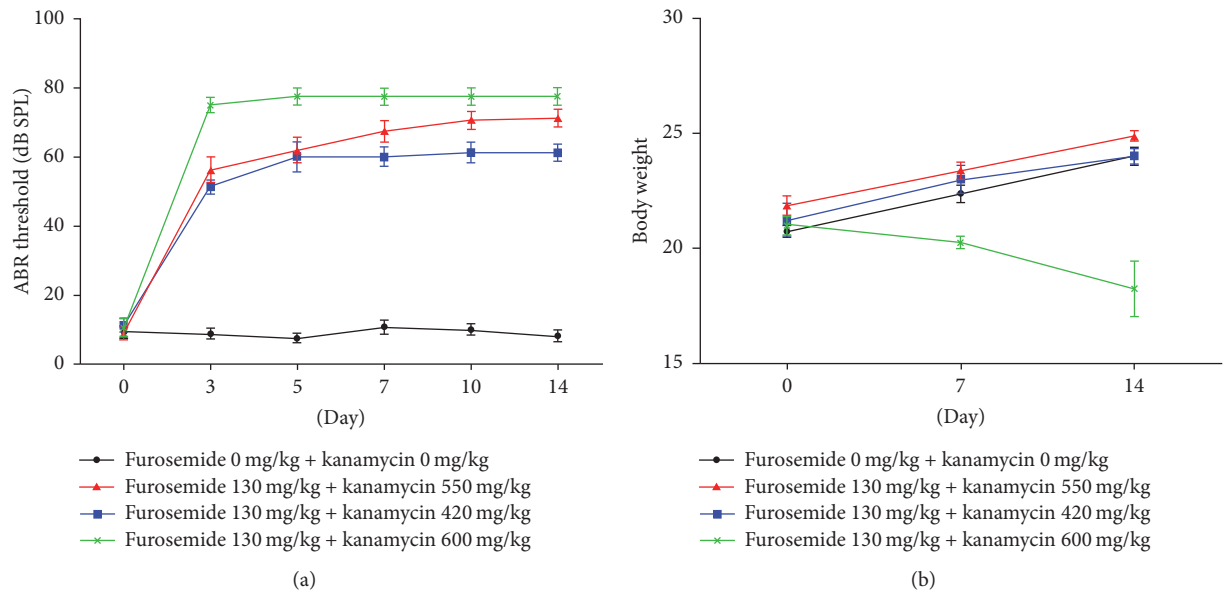 100
80
60
40
20
0
ABR threshold (dB SPL)
0 3 5 7 10 14
(Day)
Furosemide 0 mg/kg + kanamycin 0 mg/kg
Furosemide 130 mg/kg + kanamycin 550 mg/kg
Furosemide 130 mg/kg + kanamycin 420 mg/kg
Furosemide 130 mg/kg + kanamycin 600 mg/kg
(a)
30
25
20
15
Body weight
0 7 14
(Day)
Furosemide 0 mg/kg + kanamycin 0 mg/kg
Furosemide 130 mg/kg + kanamycin 550 mg/kg
Furosemide 130 mg/kg + kanamycin 420 mg/kg
Furosemide 130 mg/kg + kanamycin 600 mg/kg
(b)